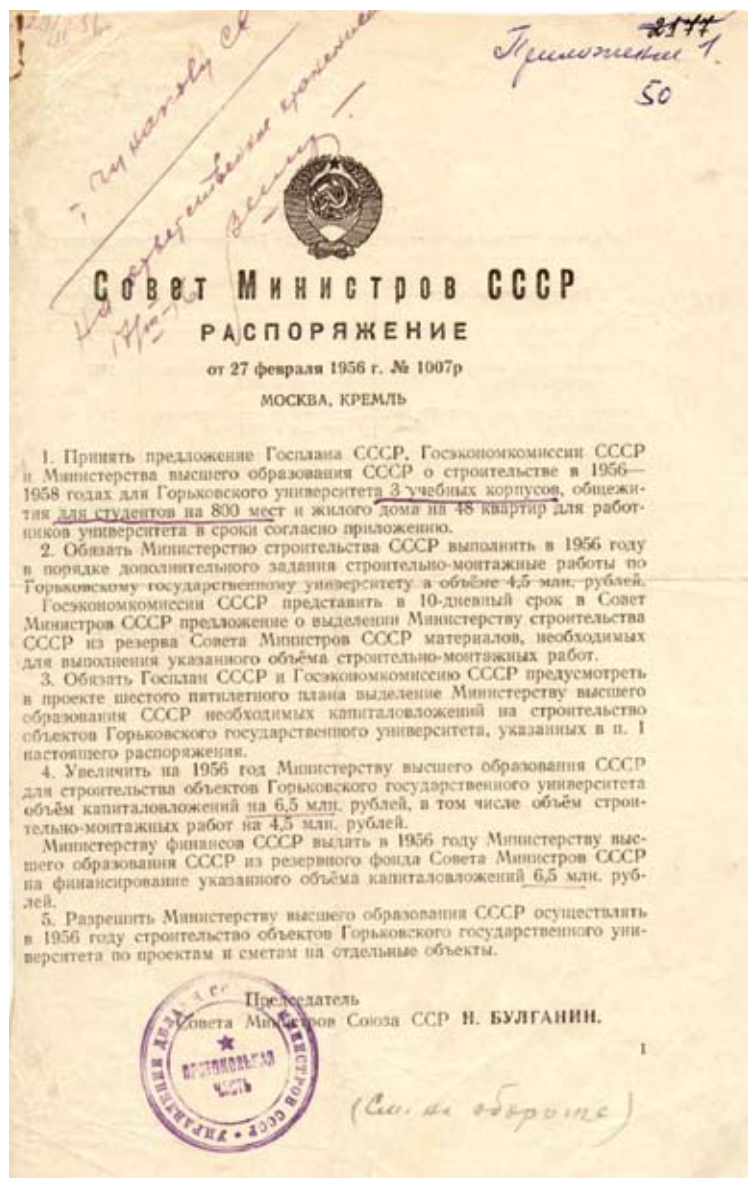 2177
Приложение 1.
50
Совет Министров СССР
РАСПОРЯЖЕНИЕ
от 27 февраля 1956 г. № 1007р
МОСКВА, КРЕМЛЬ
1. Принять предложение Госплана СССР, Госэкономкомиссии СССР
и Министерства высшего образования СССР о строительстве в 1956—
1958 годах для Горьковского университета 3 учебных корпусов, общежи-
тия для студентов на 800 мест и жилого дома на 48 квартир для работ-
ников университета в сроки согласно приложению.
2. Обязать Министерство строительства СССР выполнить в 1956 году
в порядке дополнительного задания строительно-монтажные работы по
Горьковскому государственному университету в объёме 4,5 млн. рублей.
Госэкономкомиссии СССР представить в 10-дневный срок в Совет
Министров СССР предложение о выделении Министерству строительства
СССР из резерва Совета Министров СССР материалов, необходимых
для выполнения указанного объёма строительно-монтажных работ.
3. Обязать Госплан СССР и Госэкономкомиссию СССР предусмотреть
в проекте шестого пятилетнего плана выделение Министерству высшего
образования СССР необходимых капиталовложений на строительство
объектов Горьковского государственного университета, указанных в п. 1
настоящего распоряжения.
4. Увеличить на 1956 год Министерству высшего образования СССР
для строительства объектов Горьковского государственного университета
объём капиталовложений на 6,5 млн. рублей, в том числе объём строи-
тельно-монтажных работ на 4,5 млн. рублей.
Министерству финансов СССР выдать в 1956 году Министерству выс-
шего образования СССР из резервного фонда Совета Министров СССР
на финансирование указанного объёма капиталовложений 6,5 млн. руб-
лей.
5. Разрешить Министерству высшего образования СССР осуществлять
в 1956 году строительство объектов Горьковского государственного уни-
верситета по проектам и сметам на отдельные объекты.
Председатель
Совета Министров Союза ССР Н. БУЛГАНИН.
1
УПРАВЛЕНИЕ ДЕЛАМИ СОВЕТА МИНИСТРОВ СССР
ПРОТОКОЛЬНАЯ
ЧАСТЬ
(См. на обороте)